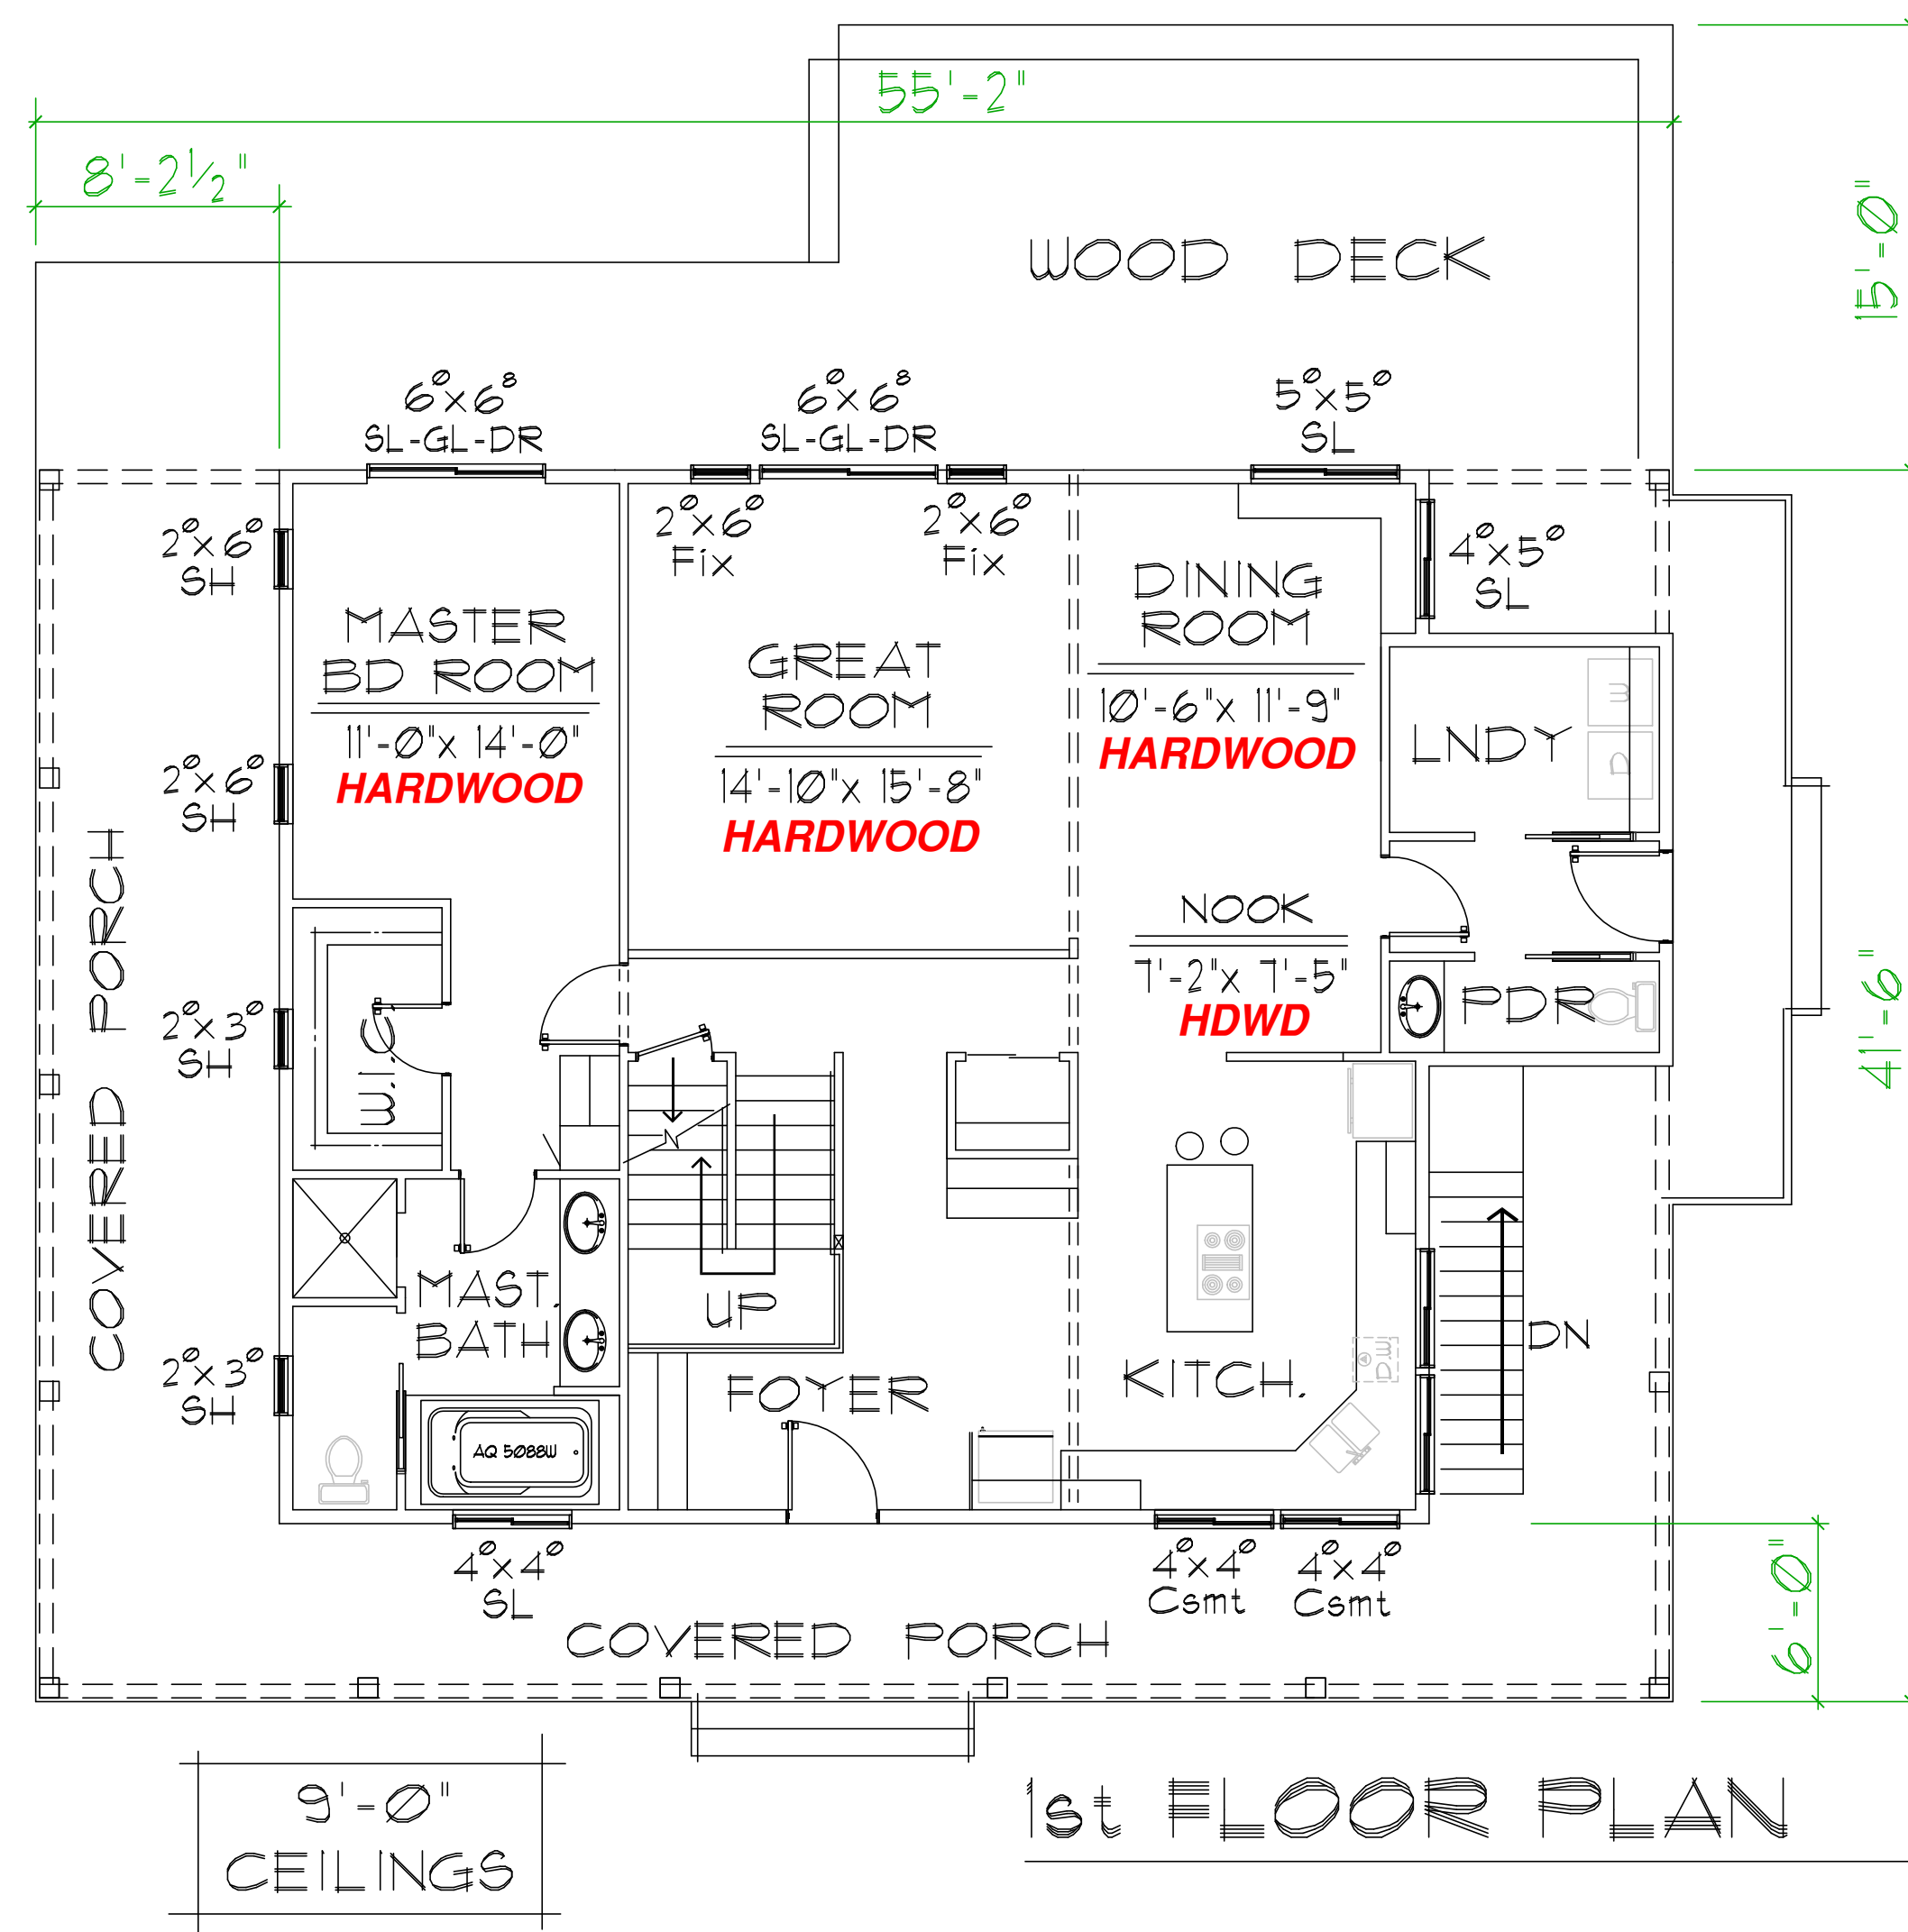 55'-2"
8'-2½"
15'-0"
WOOD DECK
6⁰x6⁸
SL-GL-DR
6⁰x6⁸
SL-GL-DR
5⁰x5⁰
SL
2⁰x6⁰
SH
2⁰x6⁰
Fix
2⁰x6⁰
Fix
4⁰x5⁰
SL
MASTER
BD ROOM
11'-0"x 14'-0"
HARDWOOD
GREAT
ROOM
14'-10"x 15'-8"
HARDWOOD
DINING
ROOM
10'-6"x 11'-9"
HARDWOOD
LNDY
W
D
2⁰x6⁰
SH
COVERED PORCH
NOOK
7'-2"x 7'-5"
HDWD
PDR
41'-6"
2⁰x3⁰
SH
W.I.C
UP
MAST.
BATH
2⁰x3⁰
SH
AQ 5088W
FOYER
KITCH.
D.W.
DN
4⁰x4⁰
SL
4⁰x4⁰
Csmt
4⁰x4⁰
Csmt
COVERED PORCH
6'-0"
9'-0"
CEILINGS
1st FLOOR PLAN